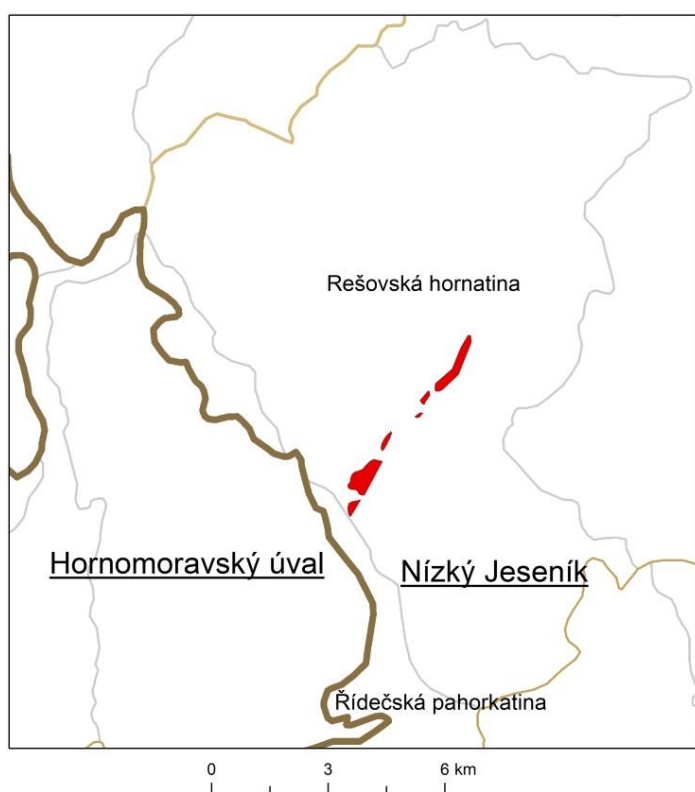 Rešovská hornatina
Hornomoravský úval
Nízký Jeseník
Řídečská pahorkatina
0 3 6 km